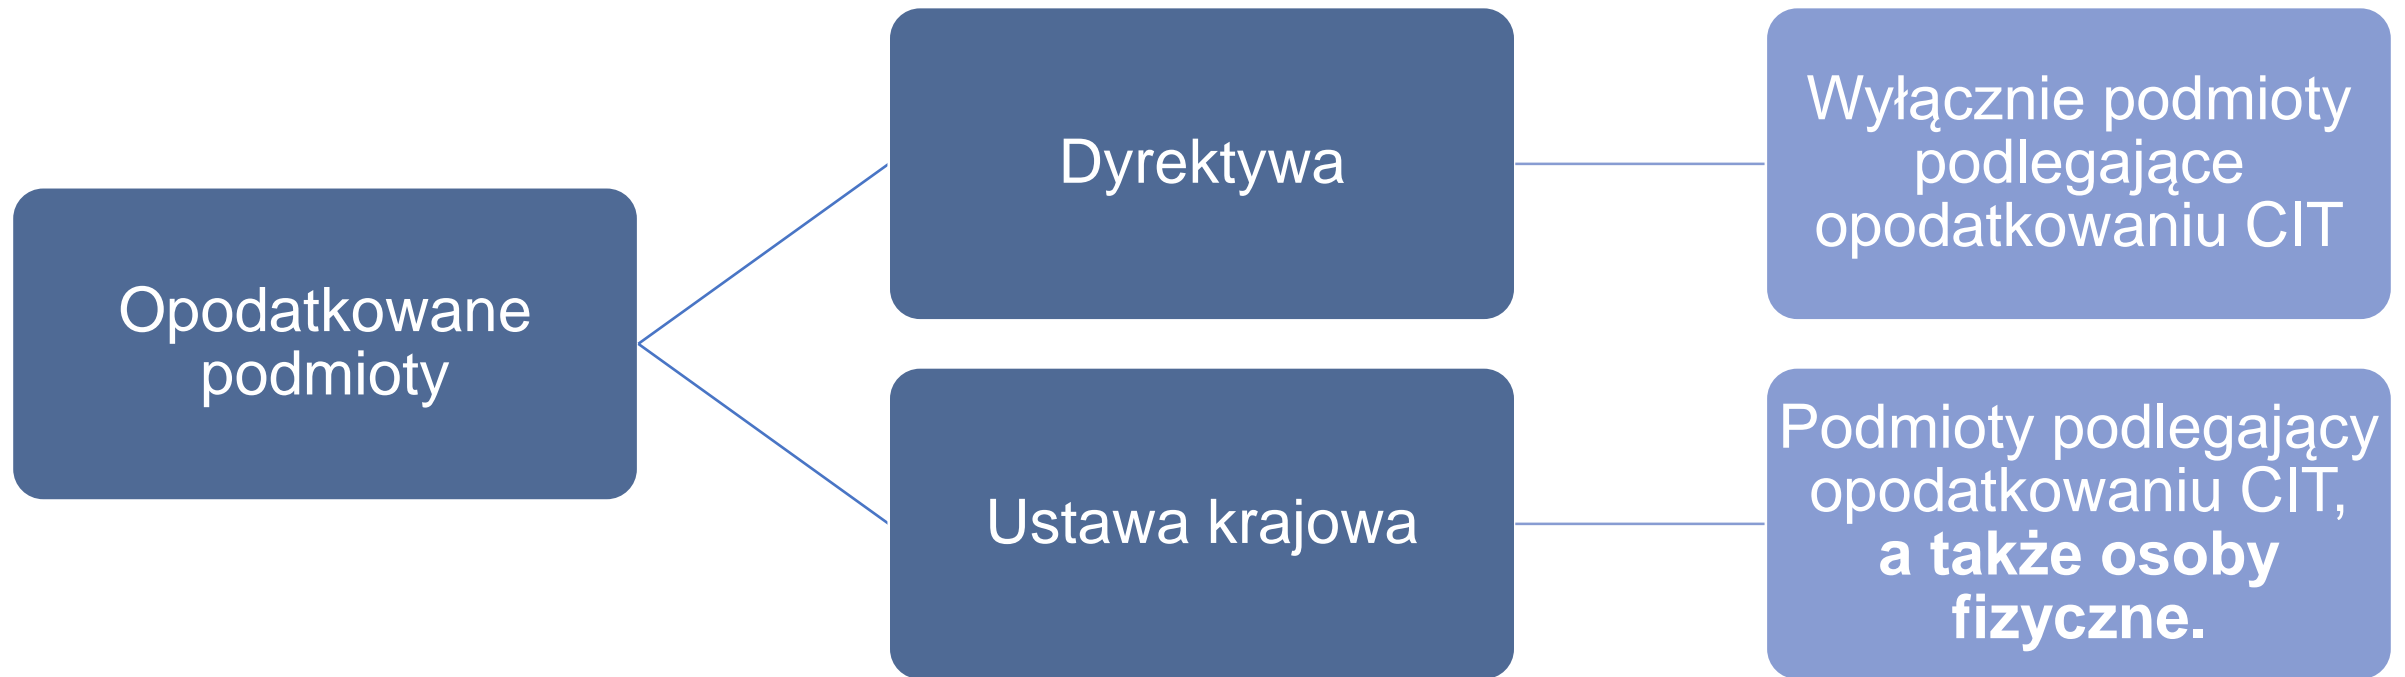 Opodatkowane
podmioty
Dyrektywa
Wyłącznie podmioty
podlegające
opodatkowaniu CIT
Ustawa krajowa
Podmioty podlegający
opodatkowaniu CIT,
a także osoby
fizyczne.